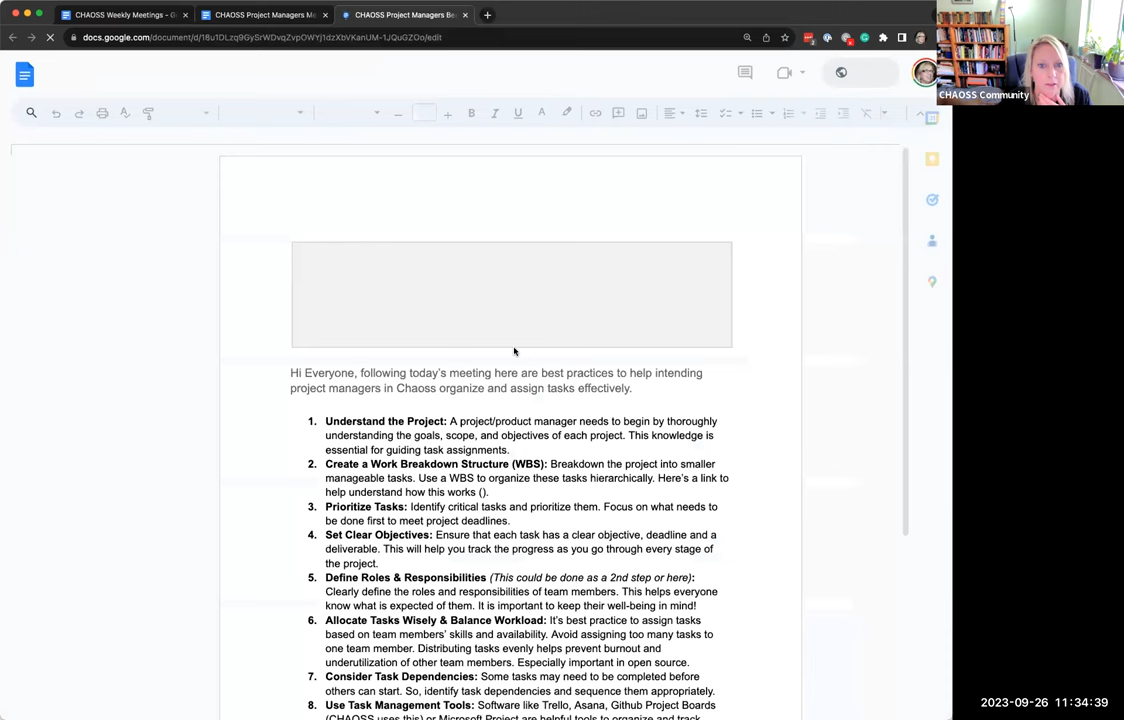 CHAOSS Weekly Meetings - G
CHAOSS Project Managers Me
CHAOSS Project Managers Be
docs.google.com/document/d/18u1DLzq9GySrWDvqZvpOWYj1dzXbVKanUM-1JQuGZOo/edit
CHAOSS Community
Hi Everyone, following today's meeting here are best practices to help intending
project managers in Chaoss organize and assign tasks effectively.
1. Understand the Project: A project/product manager needs to begin by thoroughly
understanding the goals, scope, and objectives of each project. This knowledge is
essential for guiding task assignments.
2. Create a Work Breakdown Structure (WBS): Breakdown the project into smaller
manageable tasks. Use a WBS to organize these tasks hierarchically. Here's a link to
help understand how this works ().
3. Prioritize Tasks: Identify critical tasks and prioritize them. Focus on what needs to
be done first to meet project deadlines.
4. Set Clear Objectives: Ensure that each task has a clear objective, deadline and a
deliverable. This will help you track the progress as you go through every stage of
the project.
5. Define Roles & Responsibilities (This could be done as a 2nd step or here):
Clearly define the roles and responsibilities of team members. This helps everyone
know what is expected of them. It is important to keep their well-being in mind!
6. Allocate Tasks Wisely & Balance Workload: It's best practice to assign tasks
based on team members' skills and availability. Avoid assigning too many tasks to
one team member. Distributing tasks evenly helps prevent burnout and
underutilization of other team members. Especially important in open source.
7. Consider Task Dependencies: Some tasks may need to be completed before
others can start. So, identify task dependencies and sequence them appropriately.
8. Use Task Management Tools: Software like Trello, Asana, Github Project Boards
(CHAOSS uses this) or Microsoft Project are helpful tools to organize and track
2023-09-26 11:34:39